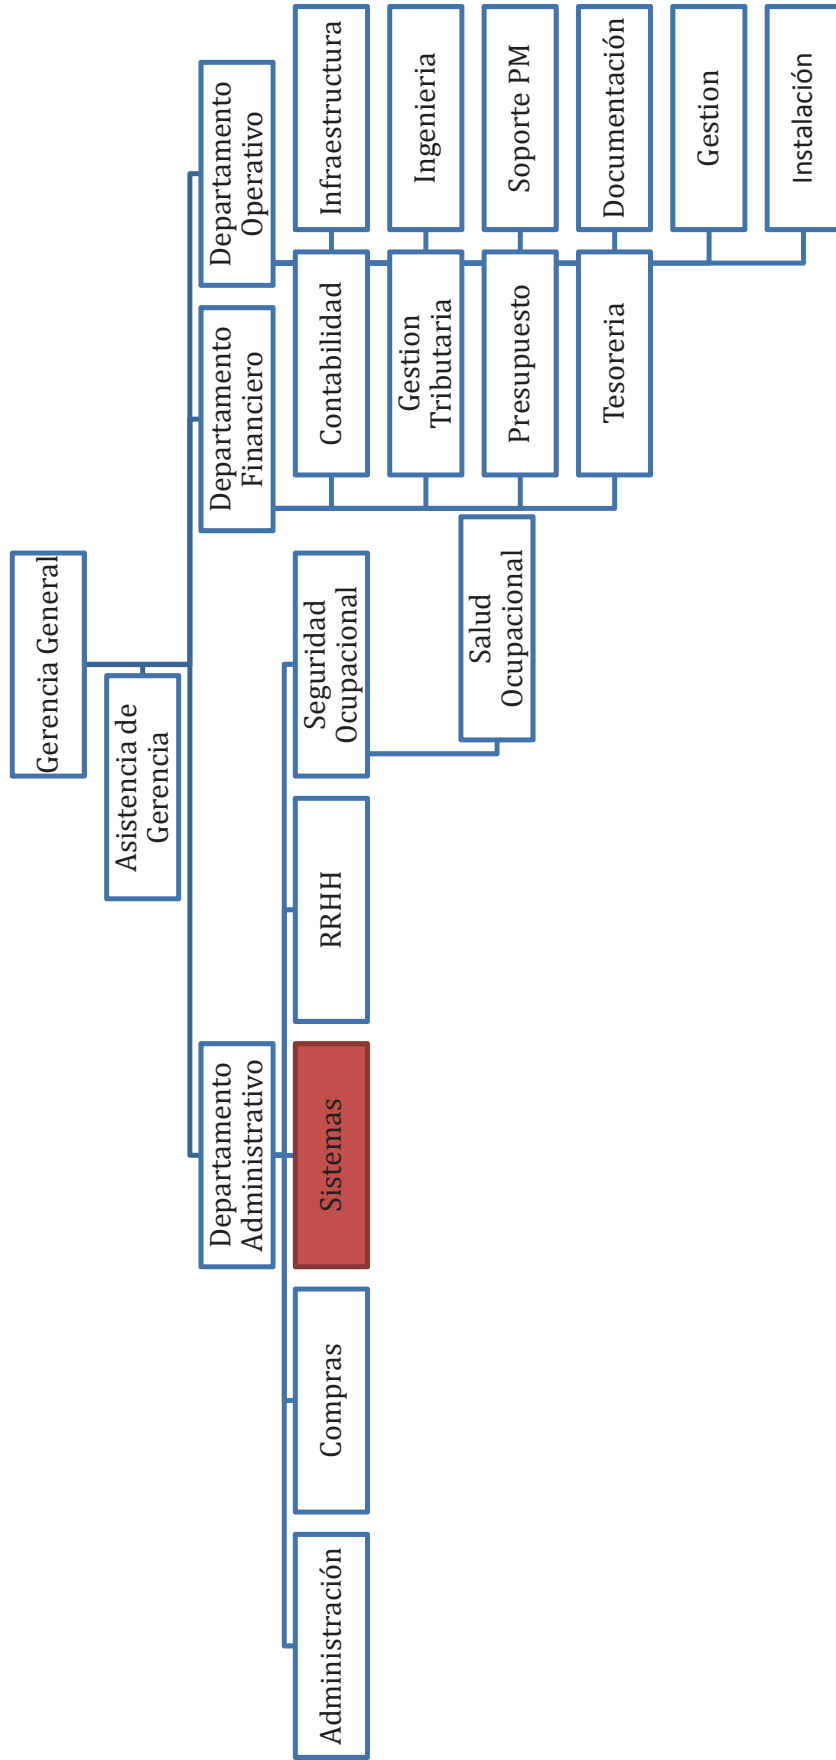 Gerencia General
Asistencia de
Gerencia
Departamento
Administrativo
Departamento
Financiero
Departamento
Operativo
Administración
Compras
Sistemas
RRHH
Seguridad
Ocupacional
Salud
Ocupacional
Contabilidad
Gestion
Tributaria
Presupuesto
Tesoreria
Infraestructura
Ingenieria
Soporte PM
Documentación
Gestion
Instalación